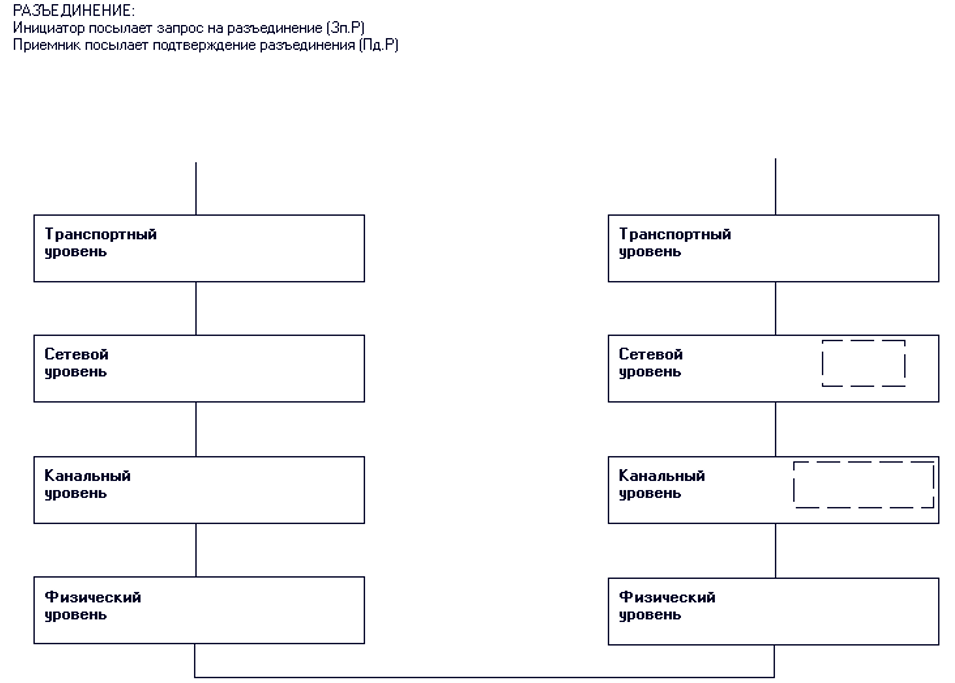 РАЗЪЕДИНЕНИЕ:
Инициатор посылает запрос на разъединение (Зп.Р)
Приемник посылает подтверждение разъединения (Пд.Р)
Транспортный
уровень
Транспортный
уровень
Сетевой
уровень
Сетевой
уровень
Канальный
уровень
Канальный
уровень
Физический
уровень
Физический
уровень